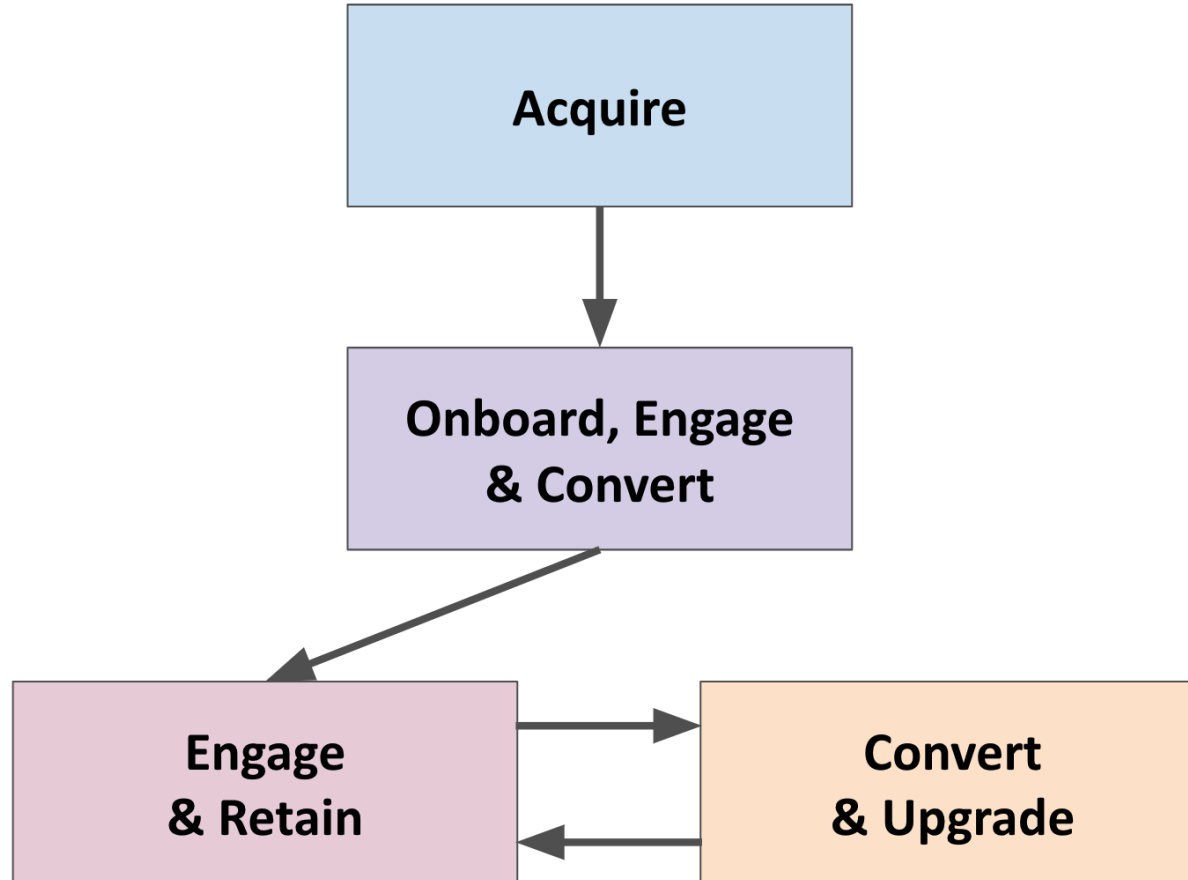 Acquire
Onboard, Engage
& Convert
Engage
& Retain
Convert
& Upgrade